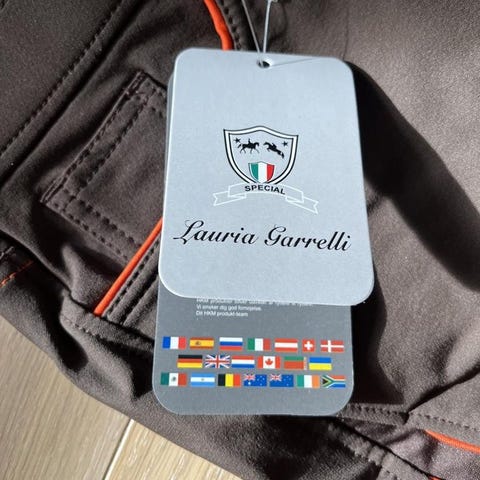 SPECIAL
Lauria Garrelli
Vi ønsker dig god fornøjelse.
Dit HKM produkt-team